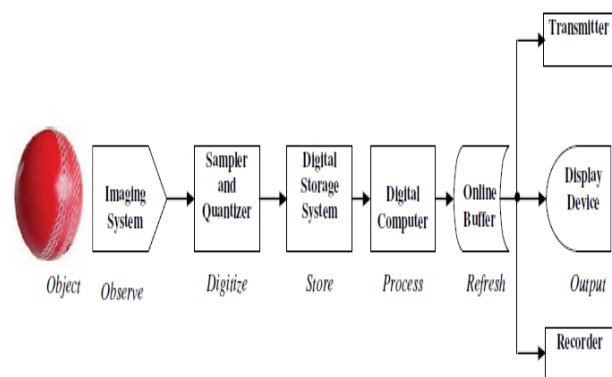 Transmitter
Imaging
System
Sampler
and
Quantizer
Digital
Storage
System
Digital
Computer
Online
Buffer
Display
Device
Object
Observe
Digitize
Store
Process
Refresh
Output
Recorder